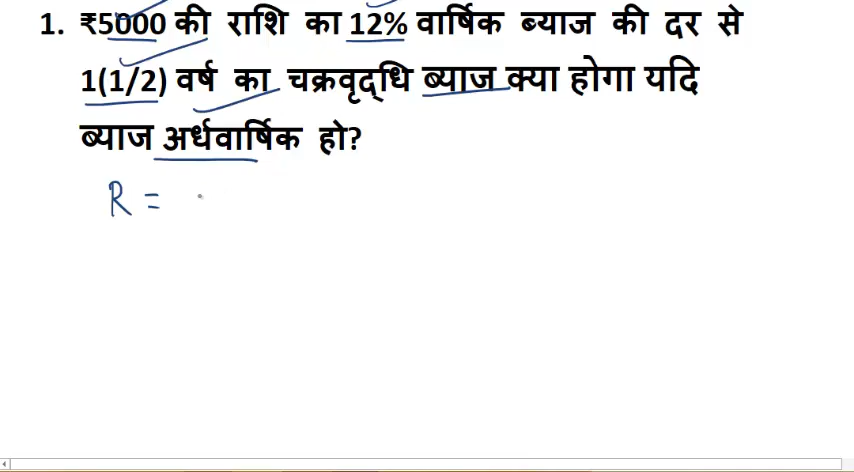 1. ₹5000 की राशि का 12% वार्षिक ब्याज की दर से
1(1/2) वर्ष का चक्रवृद्धि ब्याज क्या होगा यदि
ब्याज अर्धवार्षिक हो?
R =